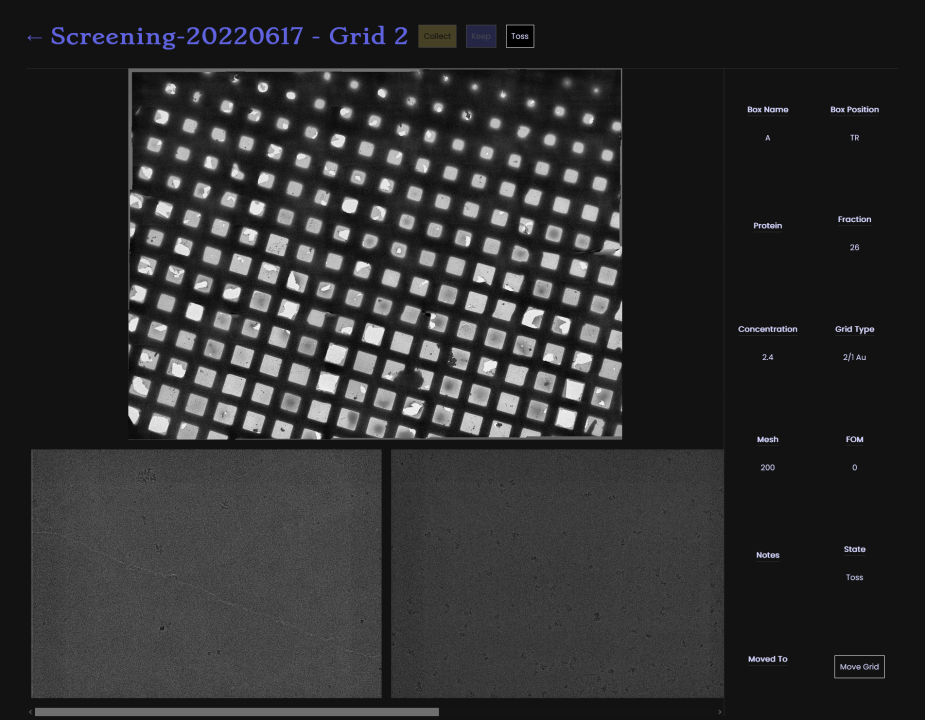 ← Screening-20220617 - Grid 2 Collect Keep Toss
Box Name Box Position
A TR
Protein Fraction
26
Concentration Grid Type
2.4 2/1 Au
Mesh FOM
200 0
Notes State
Toss
Moved To Move Grid